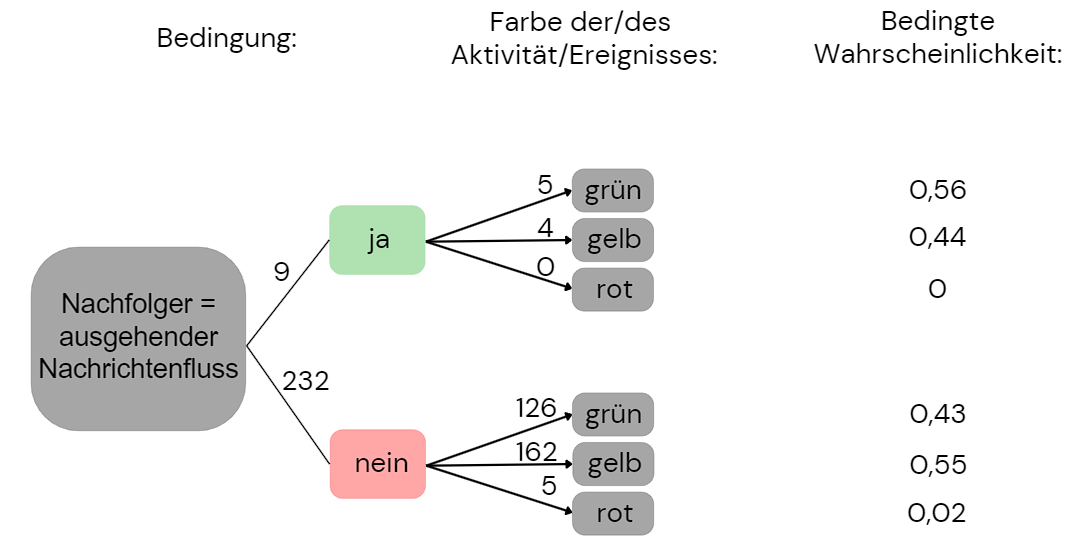 Bedingung:
Farbe der/des
Aktivität/Ereignisses:
Bedingte
Wahrscheinlichkeit:
Nachfolger =
ausgehender
Nachrichtenfluss
9
232
ja
nein
5
4
0
grün
gelb
rot
0,56
0,44
0
126
162
5
grün
gelb
rot
0,43
0,55
0,02